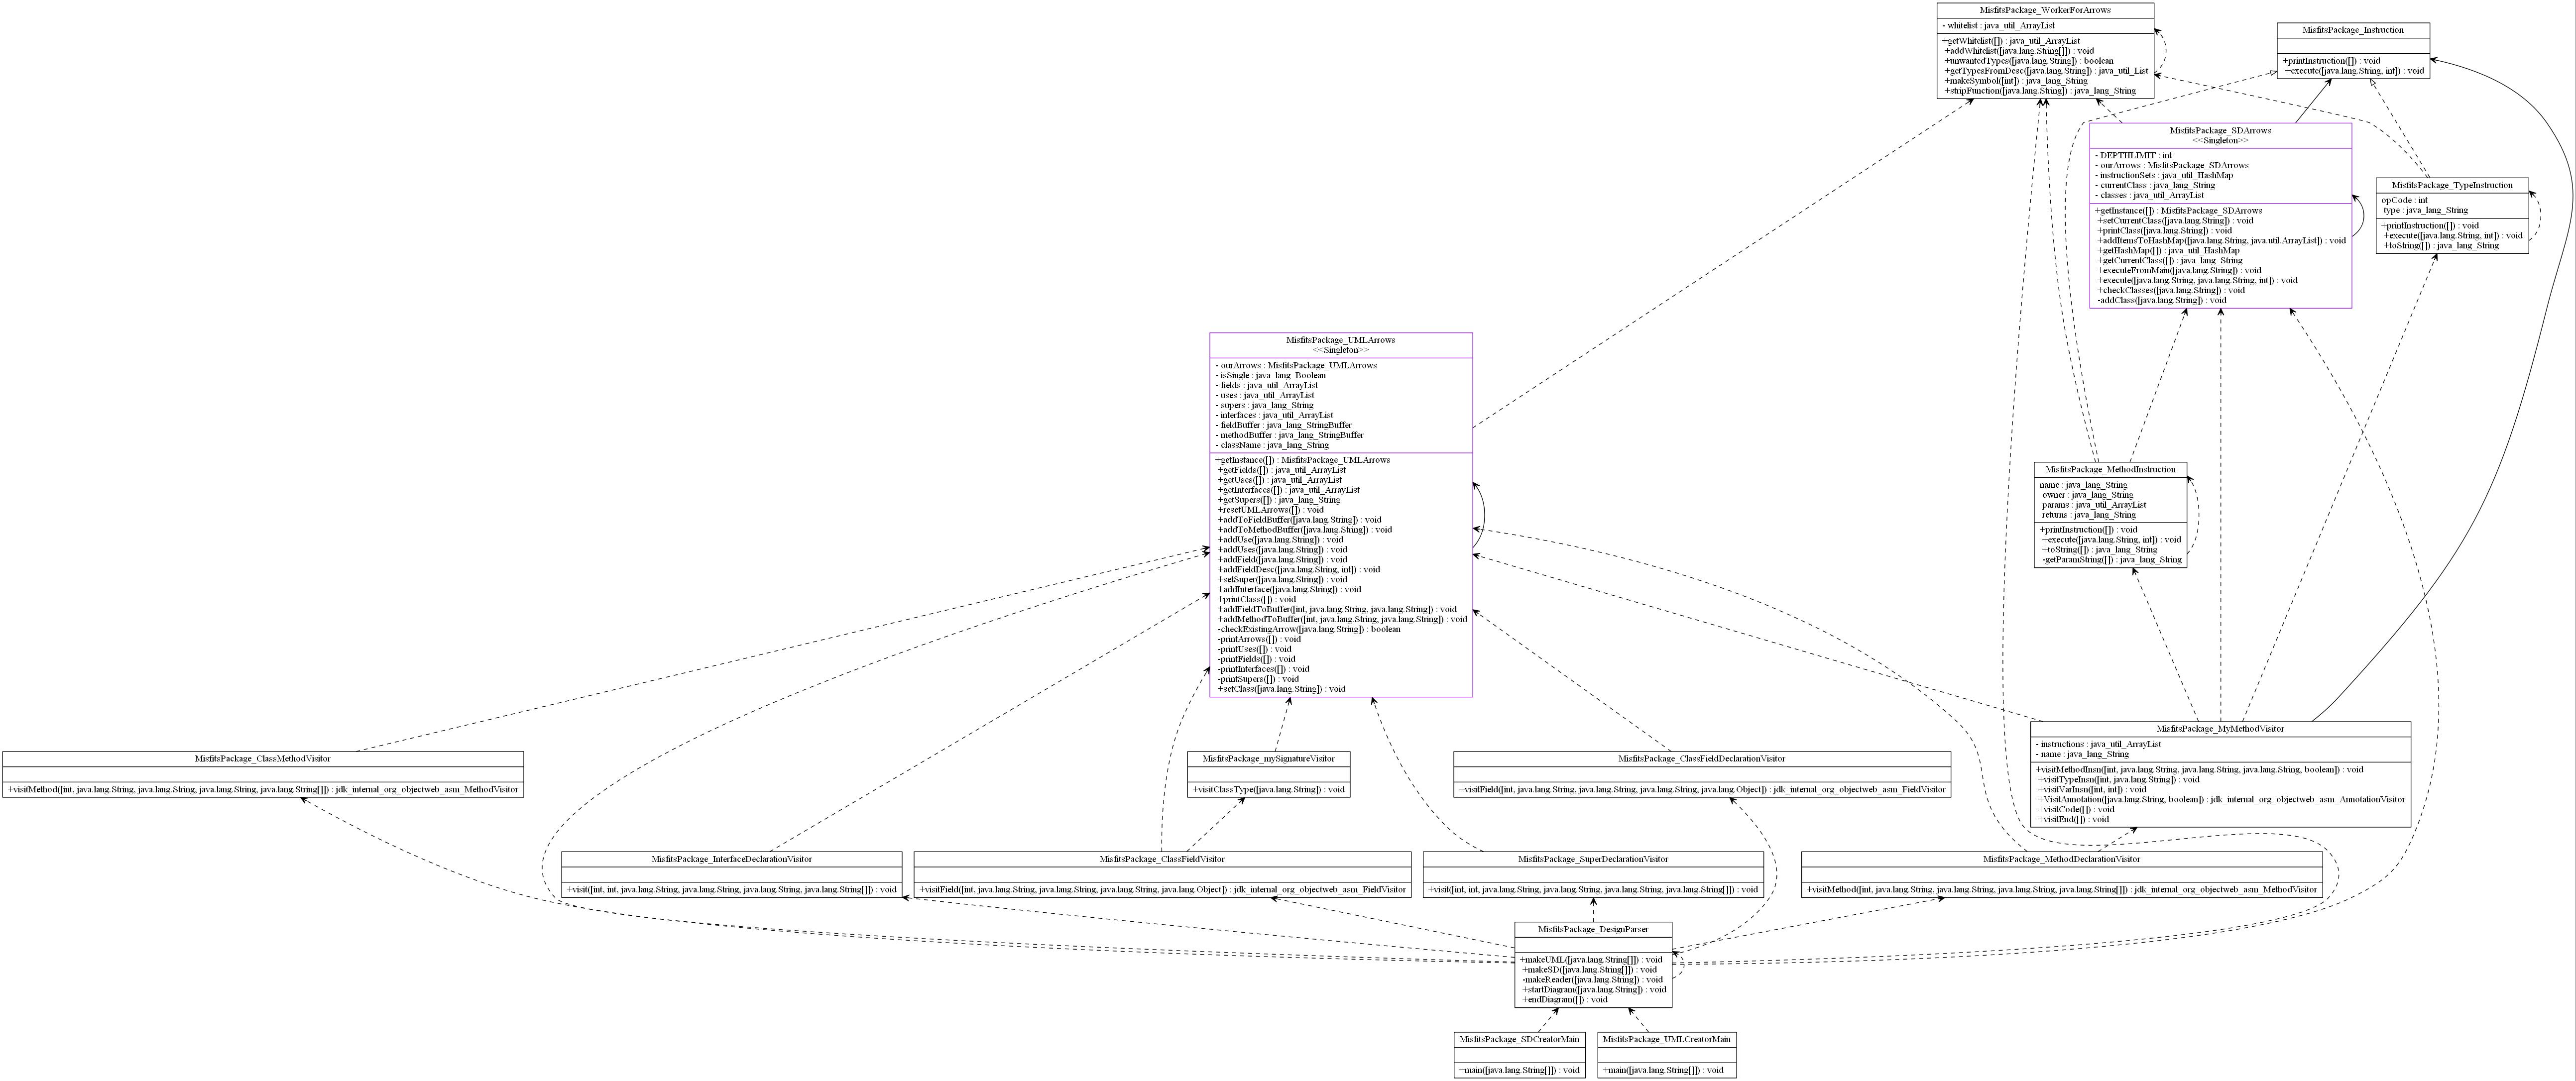 MisfitsPackage_WorkerForArrows
- whitelist : java_util_ArrayList
+getWhitelist([]) : java_util_ArrayList
+addWhitelist([java.lang.String[]]) : void
+unwantedTypes([java.lang.String]) : boolean
+getTypesFromDesc([java.lang.String]) : java_util_List
+makeSymbol([int]) : java_lang_String
+stripFunction([java.lang.String]) : java_lang_String
MisfitsPackage_Instruction
+printInstruction([]) : void
+execute([java.lang.String, int]) : void
MisfitsPackage_SDArrows
<<Singleton>>
- DEPTHLIMIT : int
- ourArrows : MisfitsPackage_SDArrows
- instructionSets : java_util_HashMap
- currentClass : java_lang_String
- classes : java_util_ArrayList
+getInstance([]) : MisfitsPackage_SDArrows
+setCurrentClass([java.lang.String]) : void
+printClass([java.lang.String]) : void
+addItemsToHashMap([java.lang.String, java.util.ArrayList]) : void
+getHashMap([]) : java_util_HashMap
+getCurrentClass([]) : java_lang_String
+executeFromMain([java.lang.String]) : void
+execute([java.lang.String, java.lang.String, int]) : void
+checkClasses([java.lang.String]) : void
-addClass([java.lang.String]) : void
MisfitsPackage_TypeInstruction
opCode : int
type : java_lang_String
+printInstruction([]) : void
+execute([java.lang.String, int]) : void
+toString([]) : java_lang_String
MisfitsPackage_UMLArrows
<<Singleton>>
- ourArrows : MisfitsPackage_UMLArrows
- isSingle : java_lang_Boolean
- fields : java_util_ArrayList
- uses : java_util_ArrayList
- supers : java_lang_String
- interfaces : java_util_ArrayList
- fieldBuffer : java_lang_StringBuffer
- methodBuffer : java_lang_StringBuffer
- className : java_lang_String
+getInstance([]) : MisfitsPackage_UMLArrows
+getFields([]) : java_util_ArrayList
+getUses([]) : java_util_ArrayList
+getInterfaces([]) : java_util_ArrayList
+getSupers([]) : java_lang_String
+resetUMLArrows([]) : void
+addToFieldBuffer([java.lang.String]) : void
+addToMethodBuffer([java.lang.String]) : void
+addUse([java.lang.String]) : void
+addUses([java.lang.String]) : void
+addField([java.lang.String]) : void
+addFieldDesc([java.lang.String, int]) : void
+setSuper([java.lang.String]) : void
+addInterface([java.lang.String]) : void
+printClass([]) : void
+addFieldToBuffer([int, java.lang.String, java.lang.String]) : void
+addMethodToBuffer([int, java.lang.String, java.lang.String]) : void
-checkExistingArrow([java.lang.String]) : boolean
-printArrows([]) : void
-printUses([]) : void
-printFields([]) : void
-printInterfaces([]) : void
-printSupers([]) : void
+setClass([java.lang.String]) : void
MisfitsPackage_MethodInstruction
name : java_lang_String
owner : java_lang_String
params : java_util_ArrayList
returns : java_lang_String
+printInstruction([]) : void
+execute([java.lang.String, int]) : void
+toString([]) : java_lang_String
-getParamString([]) : java_lang_String
MisfitsPackage_ClassMethodVisitor
+visitMethod([int, java.lang.String, java.lang.String, java.lang.String, java.lang.String[]]) : jdk_internal_org_objectweb_asm_MethodVisitor
MisfitsPackage_mySignatureVisitor
+visitClassType([java.lang.String]) : void
MisfitsPackage_ClassFieldDeclarationVisitor
+visitField([int, java.lang.String, java.lang.String, java.lang.String, java.lang.Object]) : jdk_internal_org_objectweb_asm_FieldVisitor
MisfitsPackage_MyMethodVisitor
- instructions : java_util_ArrayList
- name : java_lang_String
+visitMethodInsn([int, java.lang.String, java.lang.String, java.lang.String, boolean]) : void
+visitTypeInsn([int, java.lang.String]) : void
+visitVarInsn([int, int]) : void
+VisitAnnotation([java.lang.String, boolean]) : jdk_internal_org_objectweb_asm_AnnotationVisitor
+visitCode([]) : void
+visitEnd([]) : void
MisfitsPackage_InterfaceDeclarationVisitor
+visit([int, int, java.lang.String, java.lang.String, java.lang.String, java.lang.String[]]) : void
MisfitsPackage_ClassFieldVisitor
+visitField([int, java.lang.String, java.lang.String, java.lang.String, java.lang.Object]) : jdk_internal_org_objectweb_asm_FieldVisitor
MisfitsPackage_SuperDeclarationVisitor
+visit([int, int, java.lang.String, java.lang.String, java.lang.String, java.lang.String[]]) : void
MisfitsPackage_MethodDeclarationVisitor
+visitMethod([int, java.lang.String, java.lang.String, java.lang.String, java.lang.String[]]) : jdk_internal_org_objectweb_asm_MethodVisitor
MisfitsPackage_DesignParser
+makeUML([java.lang.String[]]) : void
+makeSD([java.lang.String[]]) : void
-makeReader([java.lang.String]) : void
+startDiagram([java.lang.String]) : void
+endDiagram([]) : void
MisfitsPackage_SDCreatorMain
+main([java.lang.String[]]) : void
MisfitsPackage_UMLCreatorMain
+main([java.lang.String[]]) : void